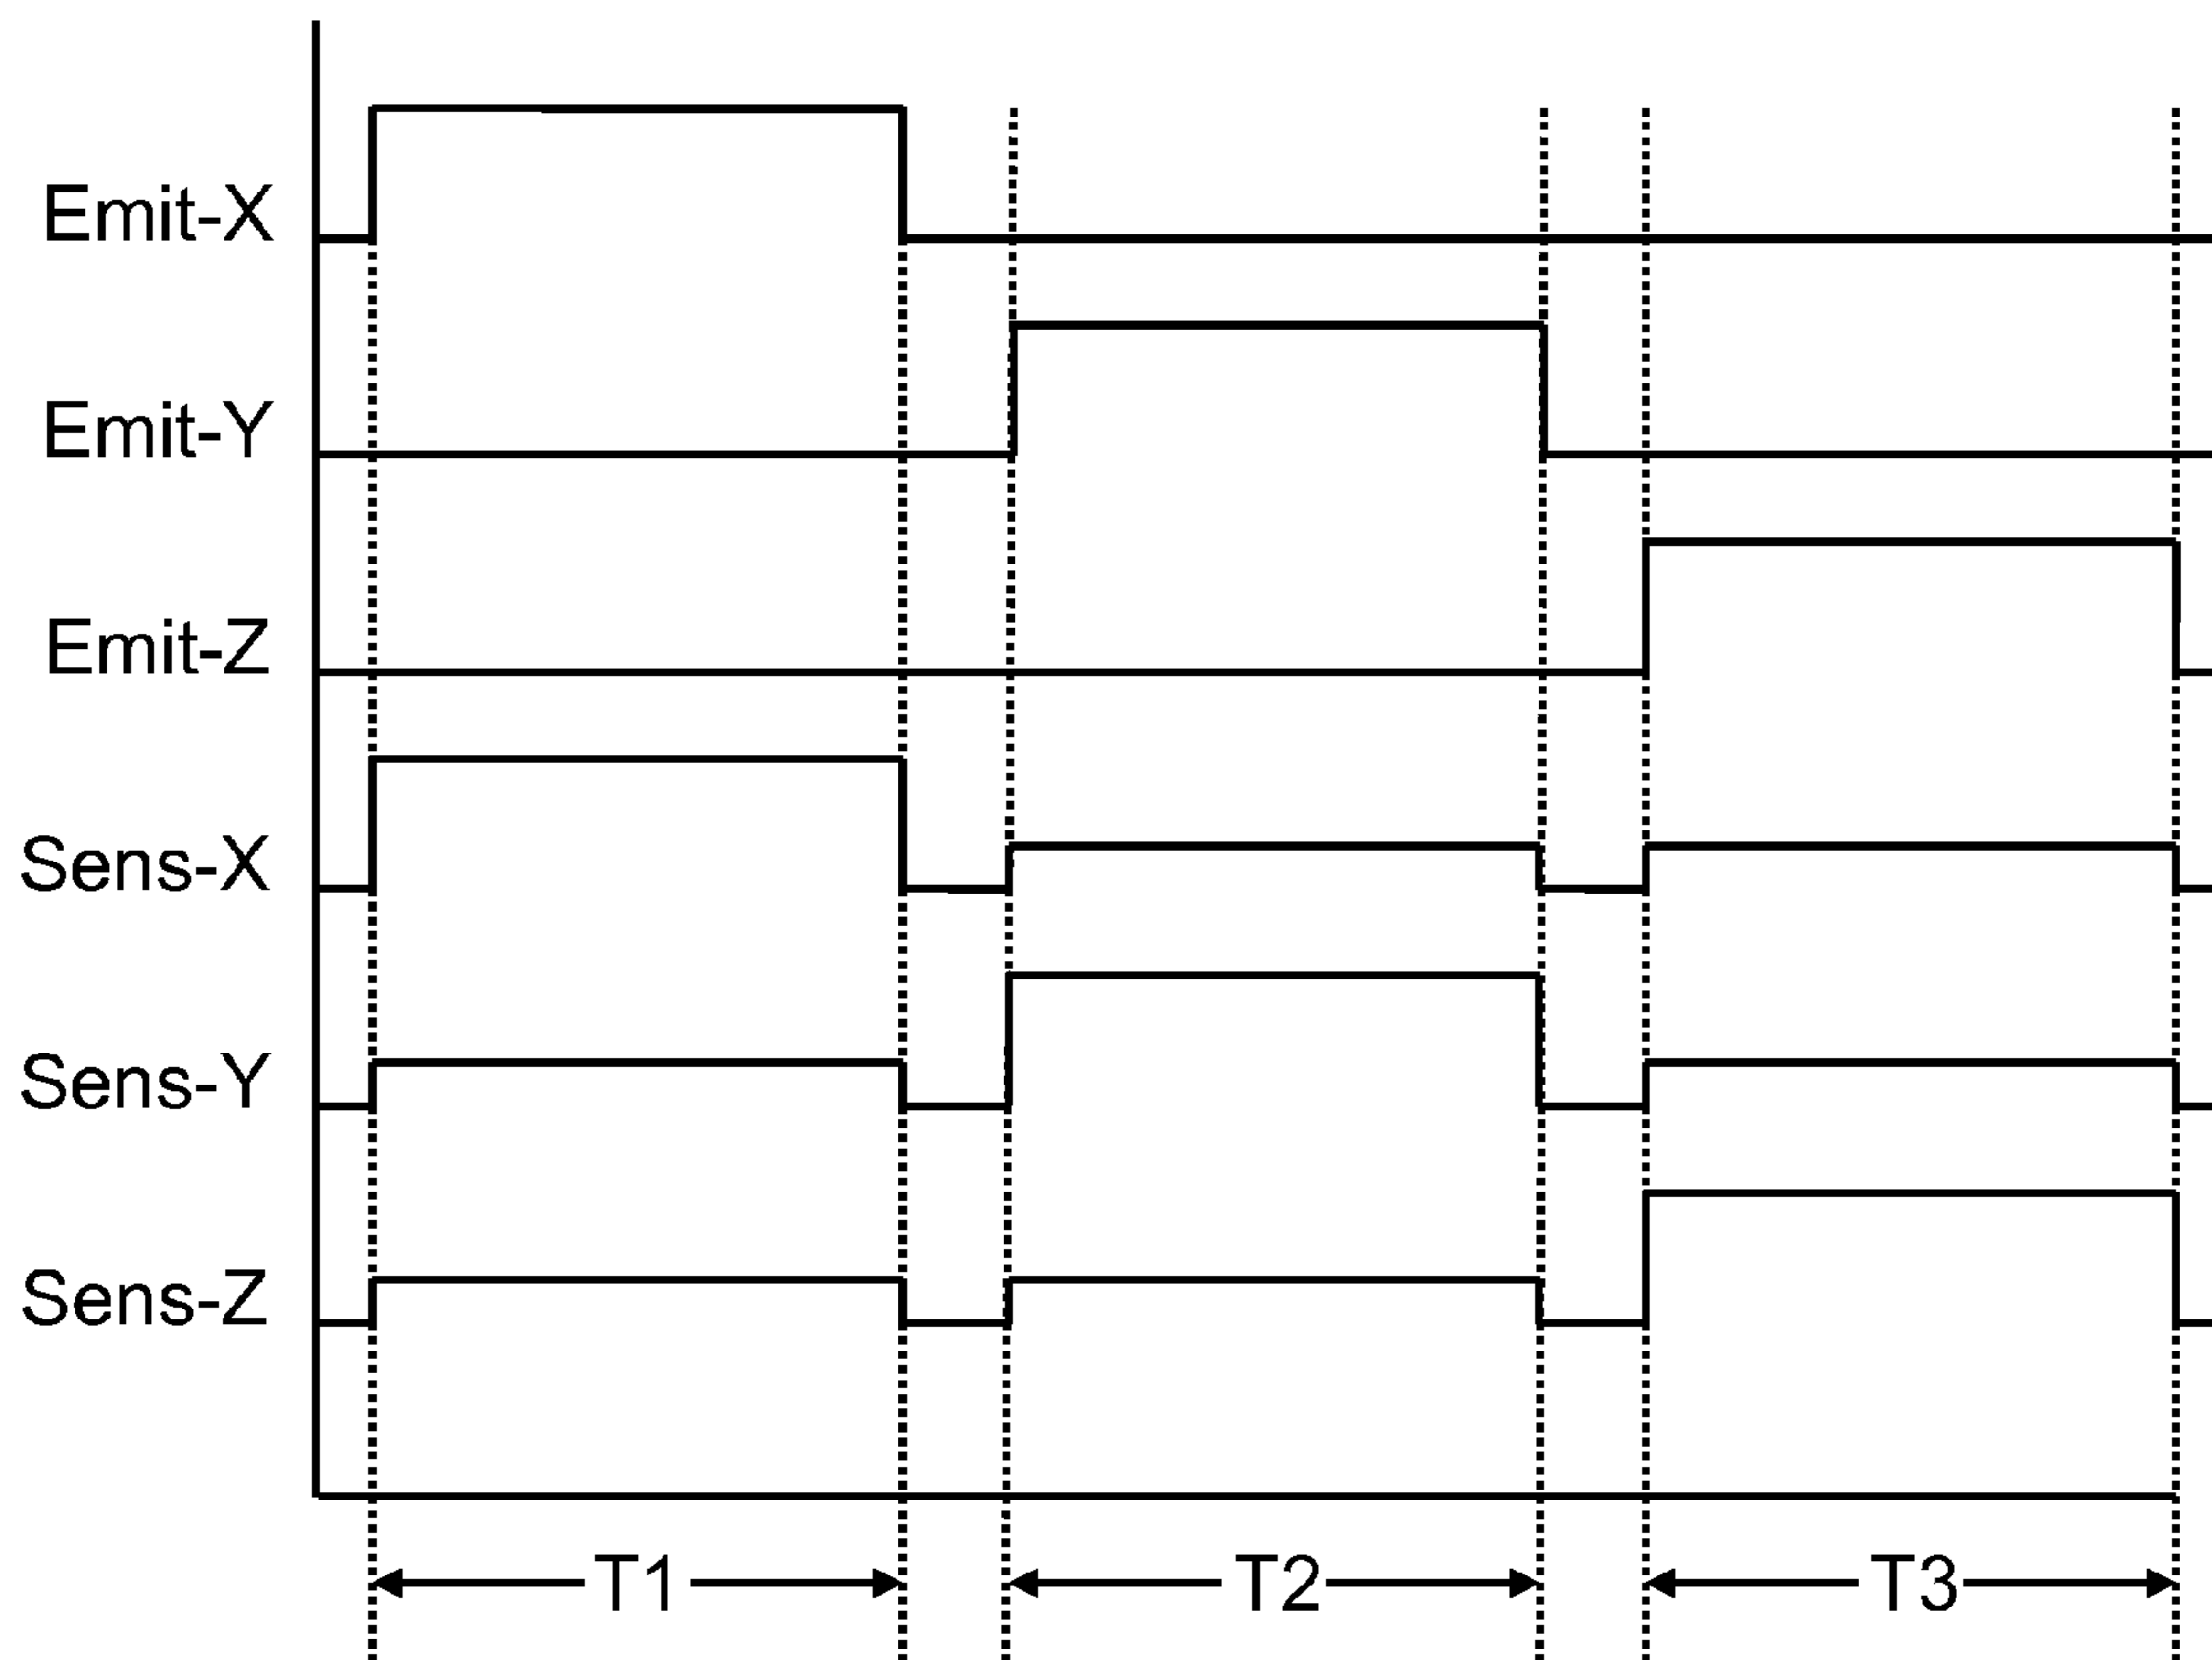 Emit-X
Emit-Y
Emit-Z
Sens-X
Sens-Y
Sens-Z
T1 T2 T3